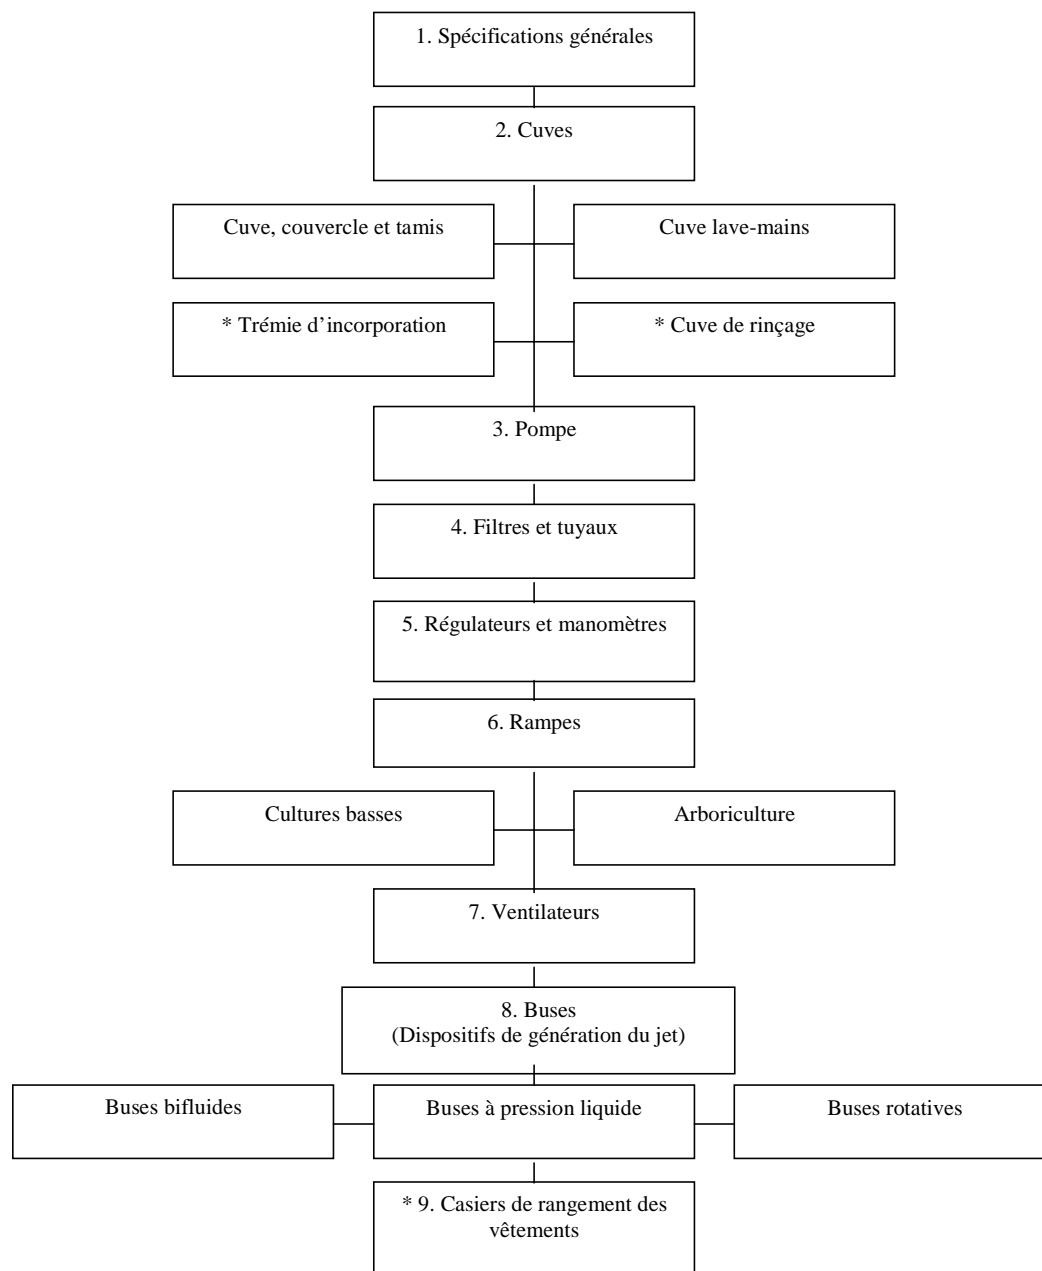 1. Spécifications générales
2. Cuves
Cuve, couvercle et tamis
Cuve lave-mains
* Trémie d'incorporation
* Cuve de rinçage
3. Pompe
4. Filtres et tuyaux
5. Régulateurs et manomètres
6. Rampes
Cultures basses
Arboriculture
7. Ventilateurs
8. Buses
(Dispositifs de génération du jet)
Buses bifluides
Buses à pression liquide
Buses rotatives
* 9. Casiers de rangement des
vêtements